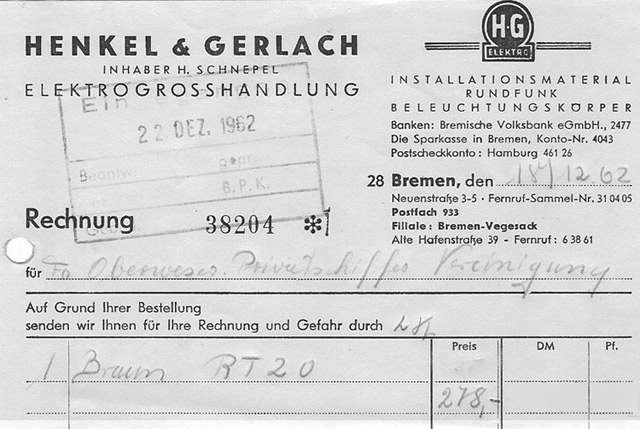 H·G
ELEKTRO
HENKEL & GERLACH
INHABER H. SCHNEPEL
ELEKTROGROSSHANDLUNG
INSTALLATIONSMATERIAL
RUNDFUNK
BELEUCHTUNGSKÖRPER
Banken: Bremische Volksbank eGmbH., 2477
Die Sparkasse in Bremen, Konto-Nr. 4043
Postscheckkonto: Hamburg 461 26
Ein
22 DEZ. 1962
Beantw. gepr.
B.P.K.
28 Bremen, den 18/12.62
Neuenstraße 3-5 · Fernruf-Sammel-Nr. 31 04 05
Postfach 933
Filiale: Bremen-Vegesack
Alte Hafenstraße 39 - Fernruf: 6 38 61
Rechnung 38204 ✻
für Fa Oberweser Privatschiffer Vereinigung
Auf Grund Ihrer Bestellung
senden wir Ihnen für Ihre Rechnung und Gefahr durch
Preis DM Pf.
1 Braun RT20
278,-